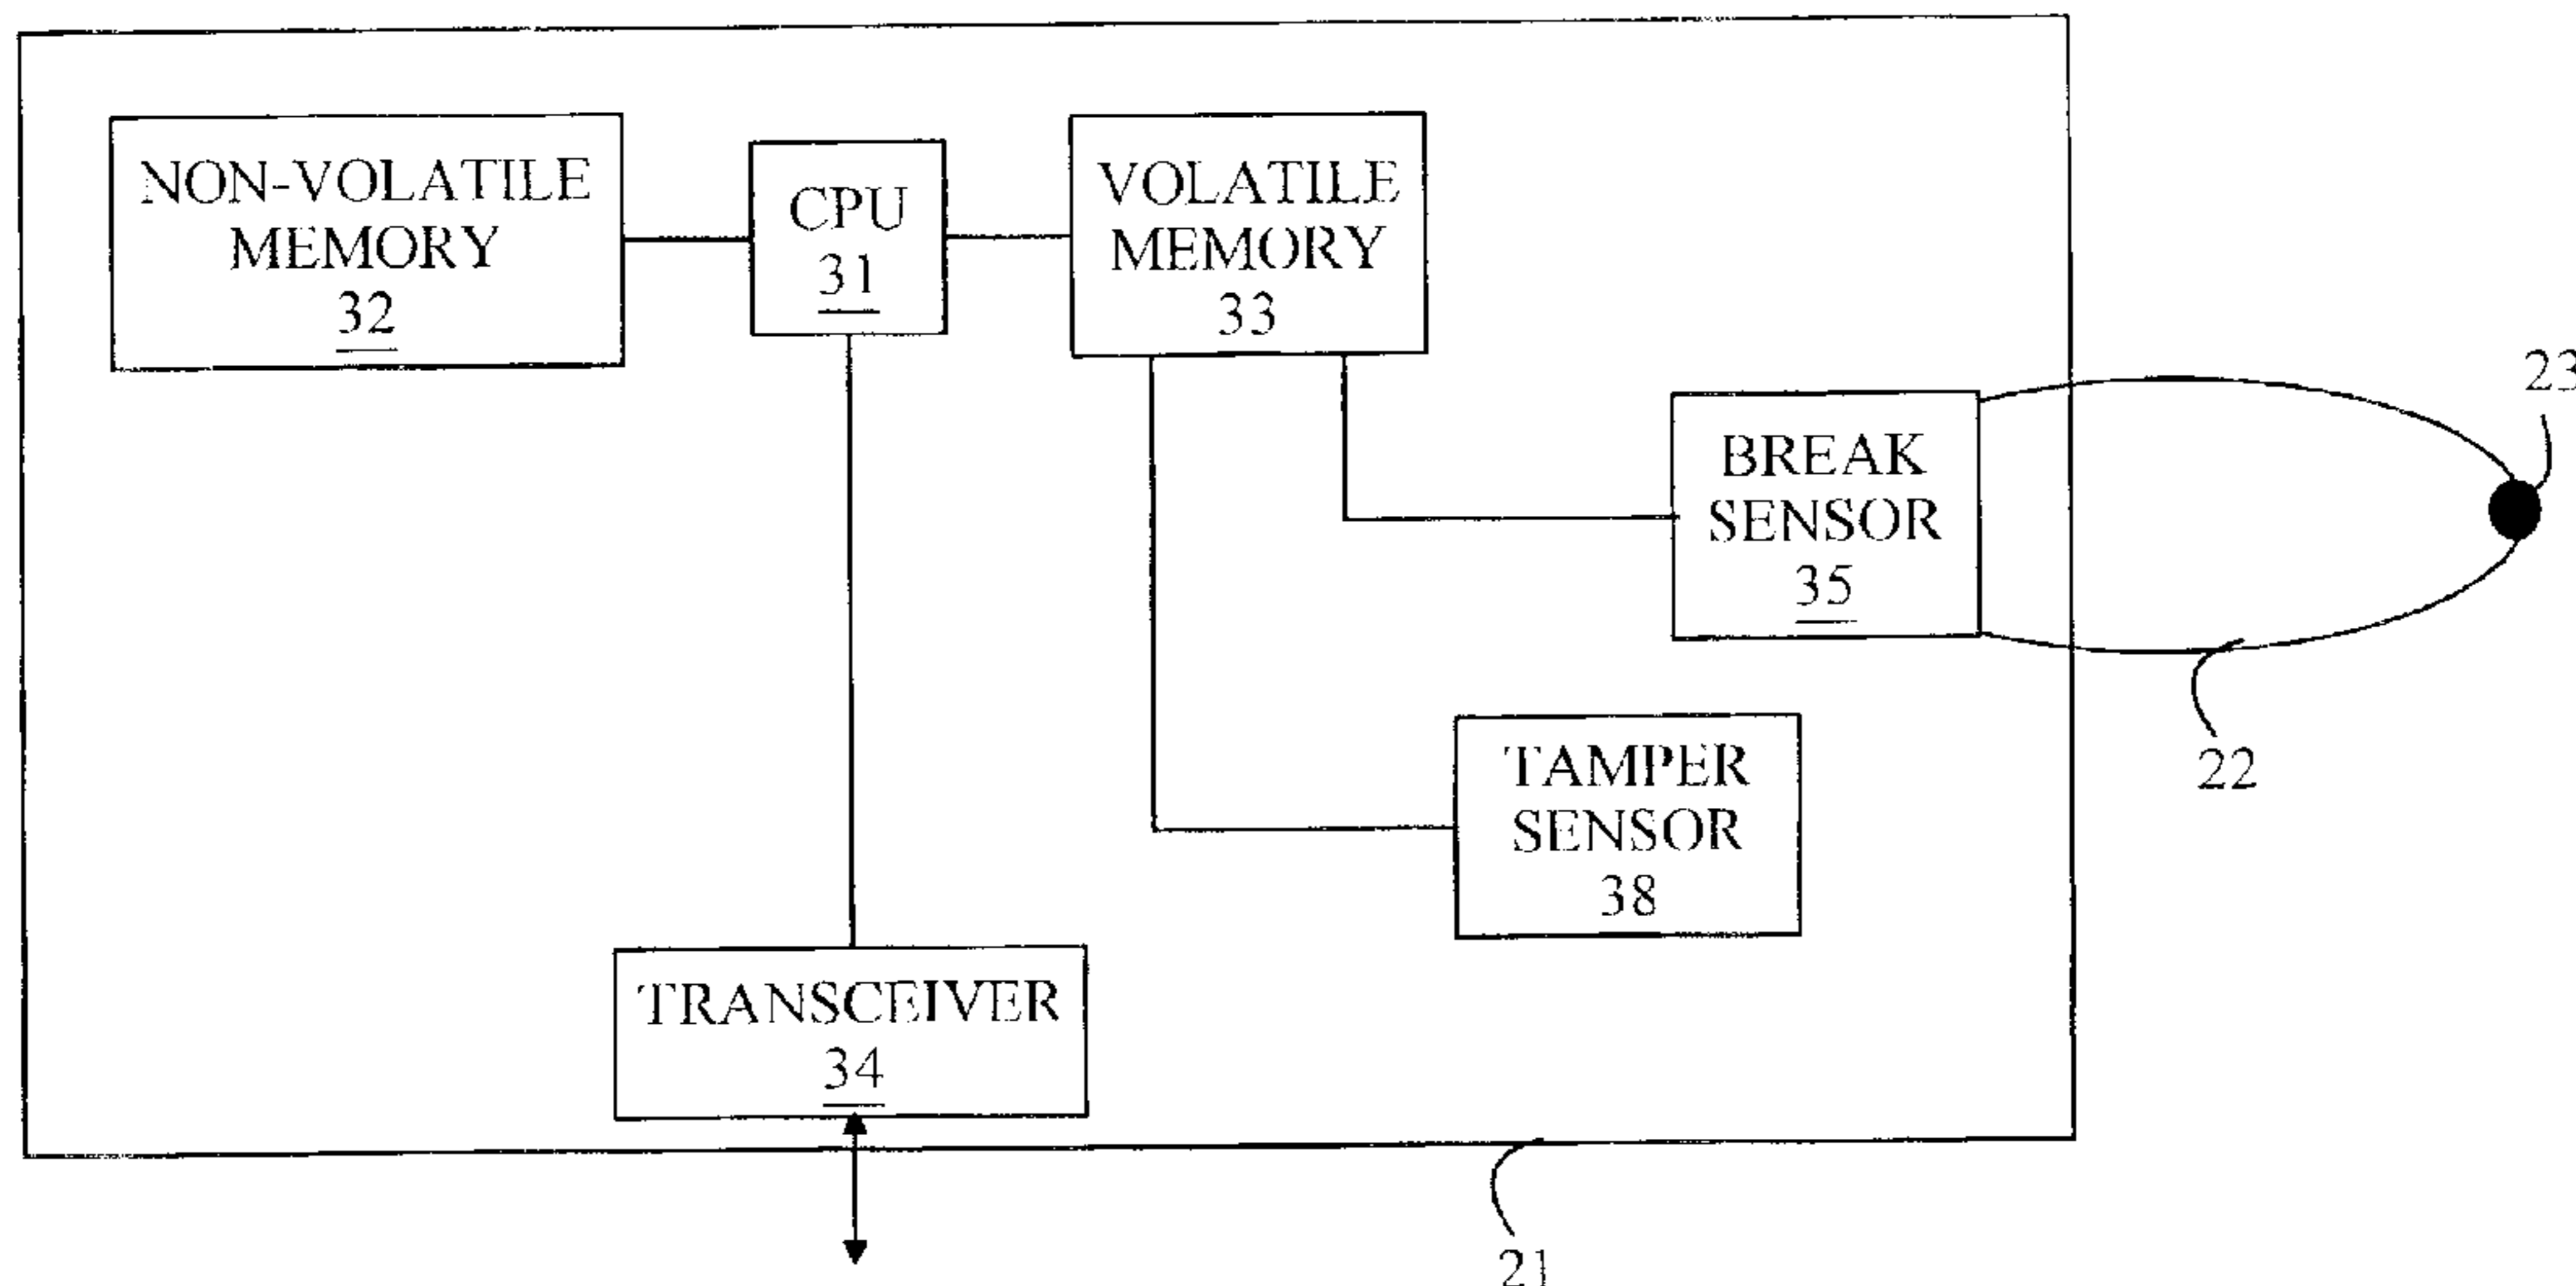 NON-VOLATILE
MEMORY
32
CPU
31
VOLATILE
MEMORY
33
23
BREAK
SENSOR
35
22
TAMPER
SENSOR
38
TRANSCEIVER
34
21